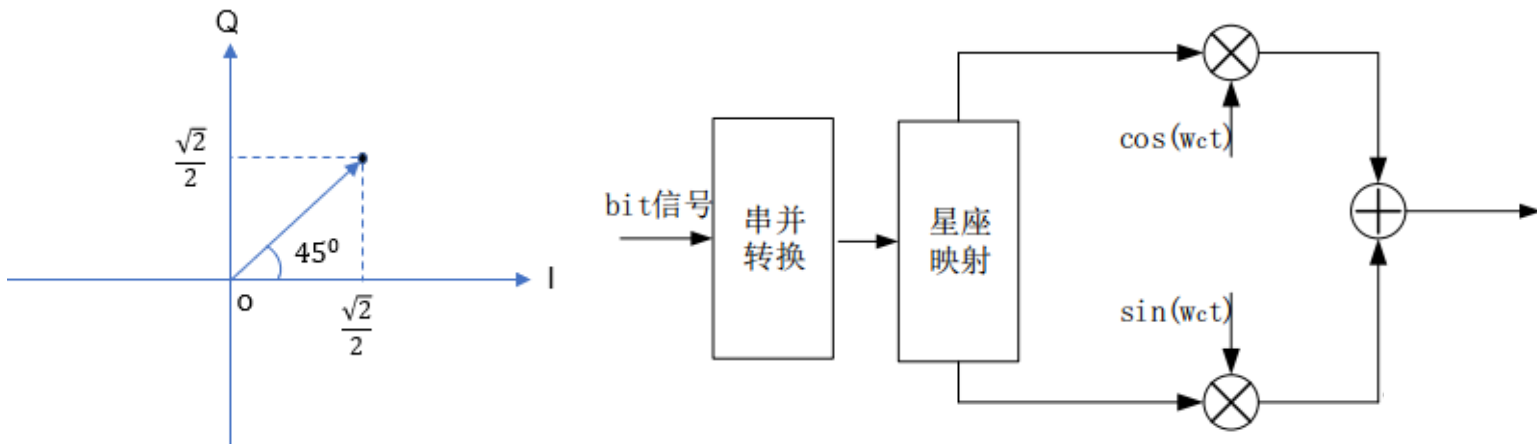 Q
√2/2
45⁰
I
o
√2/2
bit信号
串并
转换
星座
映射
cos(wct)
sin(wct)